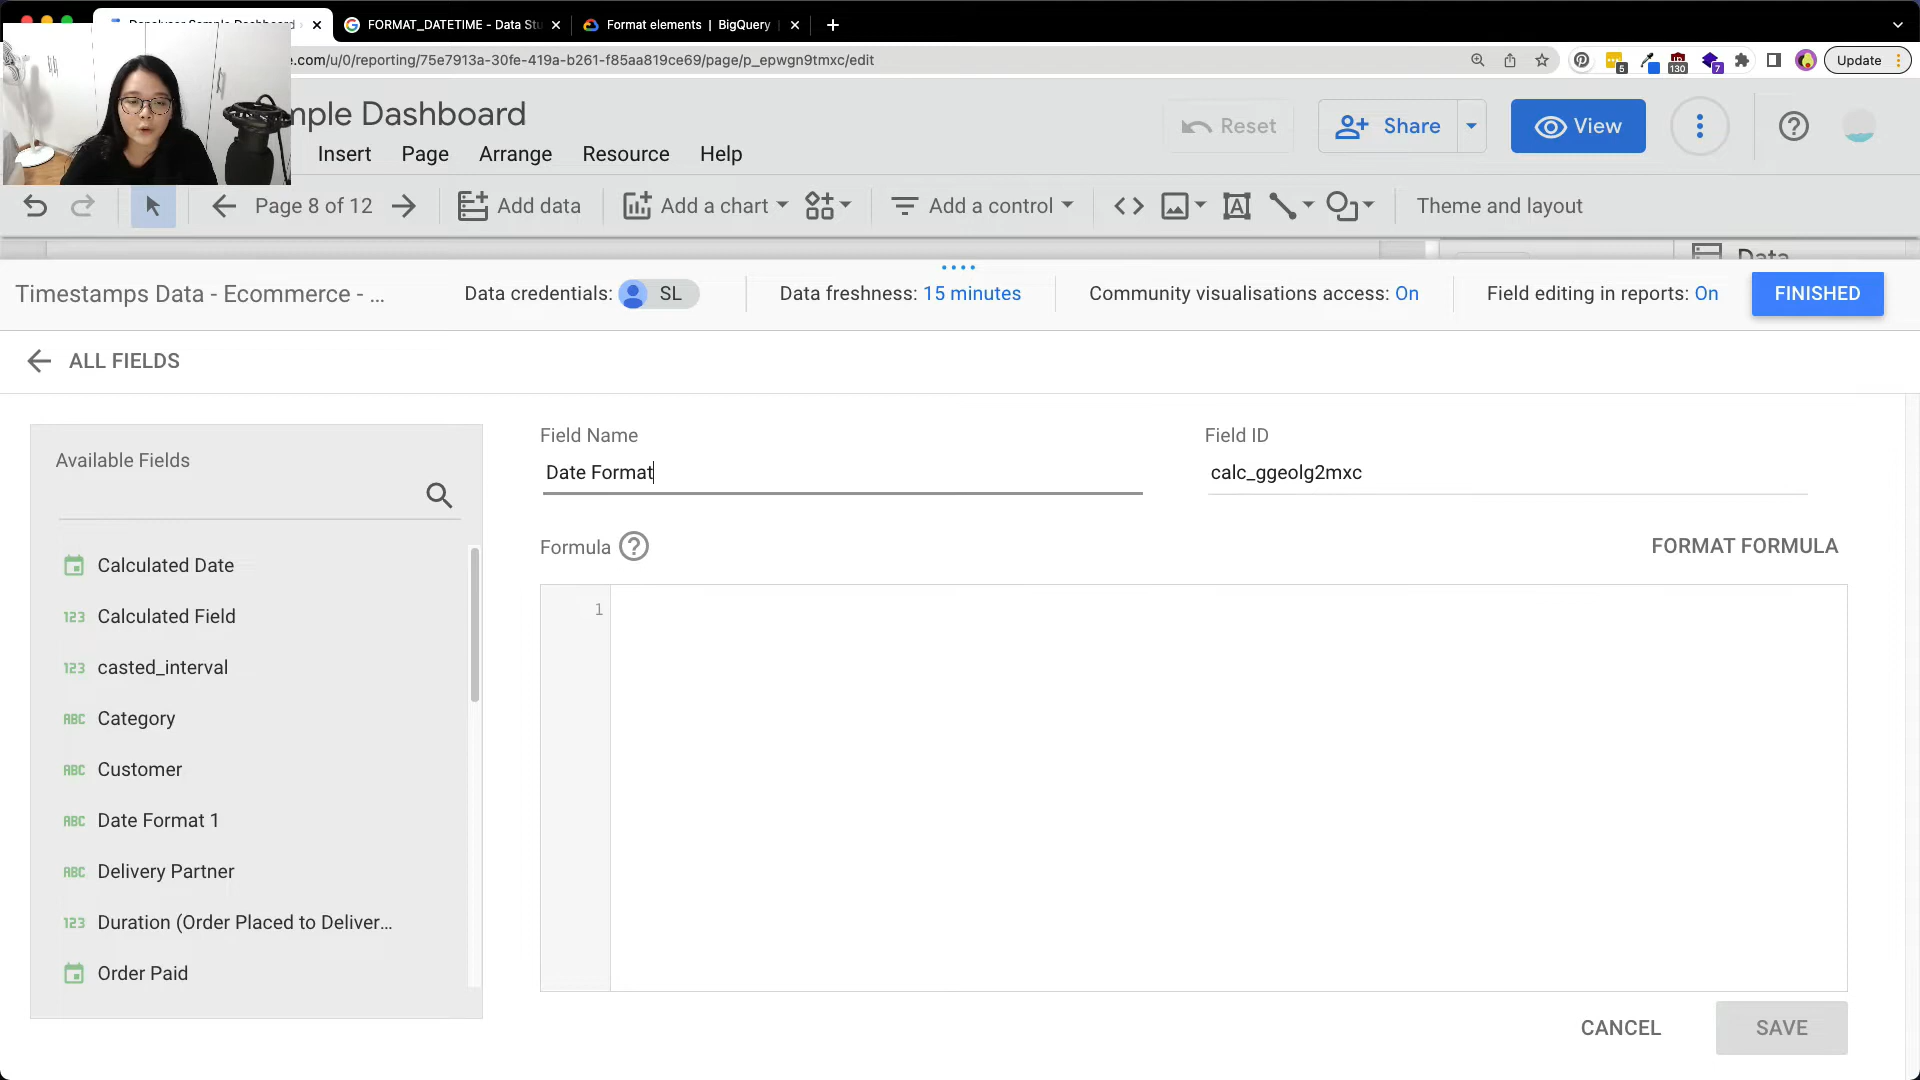 FORMAT_DATETIME - Data Stu
Format elements | BigQuery
e.com/u/0/reporting/75e7913a-30fe-419a-b261-f85aa819ce69/page/p_epwgn9tmxc/edit
5
130
7
Update
mple Dashboard
Reset
Share
View
Insert
Page
Arrange
Resource
Help
Page 8 of 12
Add data
Add a chart
Add a control
Theme and layout
Data
Timestamps Data - Ecommerce - ...
Data credentials: SL
Data freshness: 15 minutes
Community visualisations access: On
Field editing in reports: On
FINISHED
ALL FIELDS
Available Fields
Field Name
Date Format
Field ID
calc_ggeolg2mxc
Formula
FORMAT FORMULA
1
Calculated Date
123 Calculated Field
123 casted_interval
ABC Category
ABC Customer
ABC Date Format 1
ABC Delivery Partner
123 Duration (Order Placed to Deliver...
Order Paid
CANCEL
SAVE